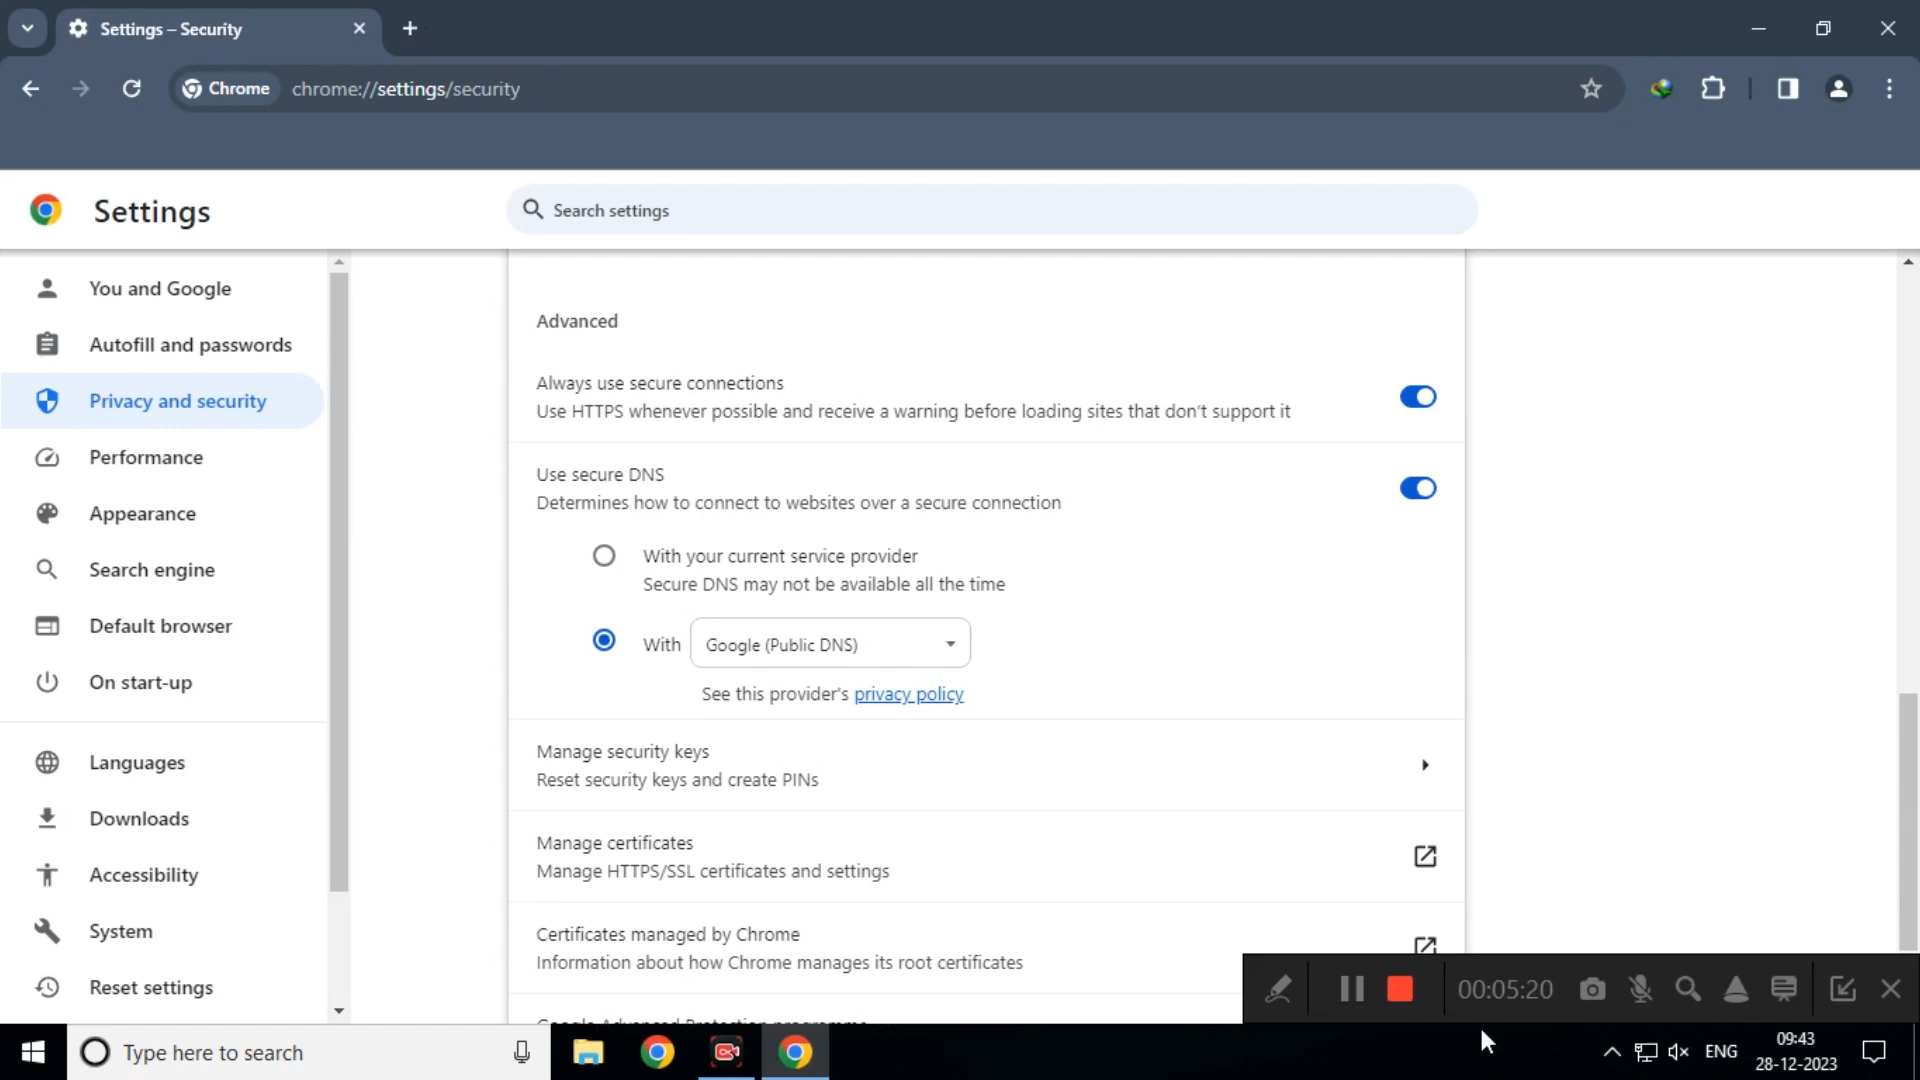 Settings – Security
Chrome
chrome://settings/security
Settings
Search settings
You and Google
Autofill and passwords
Privacy and security
Performance
Appearance
Search engine
Default browser
On start-up
Languages
Downloads
Accessibility
System
Reset settings
Advanced
Always use secure connections
Use HTTPS whenever possible and receive a warning before loading sites that don't support it
Use secure DNS
Determines how to connect to websites over a secure connection
With your current service provider
Secure DNS may not be available all the time
With Google (Public DNS)
See this provider's privacy policy
Manage security keys
Reset security keys and create PINs
Manage certificates
Manage HTTPS/SSL certificates and settings
Certificates managed by Chrome
Information about how Chrome manages its root certificates
Google Advanced Protection programme
00:05:20
Type here to search
ENG
09:43
28-12-2023